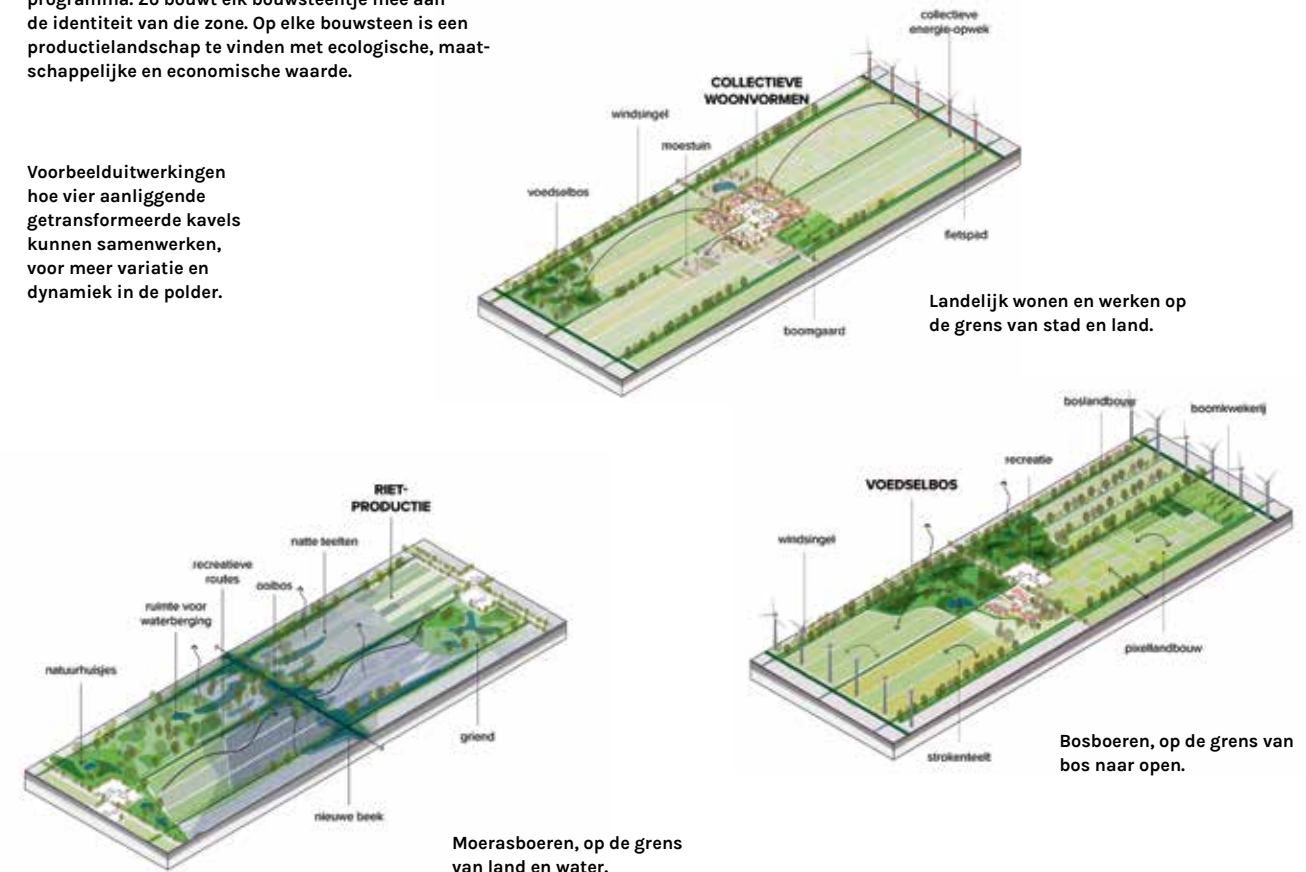 programma. Zo bouwt elk bouwsteentje mee aan
de identiteit van die zone. Op elke bouwsteen is een
productielandschap te vinden met ecologische, maat-
schappelijke en economische waarde.
Voorbeelduitwerkingen
hoe vier aanliggende
getransformeerde kavels
kunnen samenwerken,
voor meer variatie en
dynamiek in de polder.
collectieve
energie-opwek
COLLECTIEVE
WOONVORMEN
windsingel
moestuin
voedselbos
fietspad
boomgaard
Landelijk wonen en werken op
de grens van stad en land.
boslandbouw
boomkwekerij
recreatie
VOEDSELBOS
windsingel
pixellandbouw
strokenteelt
Bosboeren, op de grens van
bos naar open.
RIET-
PRODUCTIE
natte teelten
recreatieve
routes
ooibos
ruimte voor
waterberging
natuurhuisjes
griend
nieuwe beek
Moerasboeren, op de grens
van land en water.